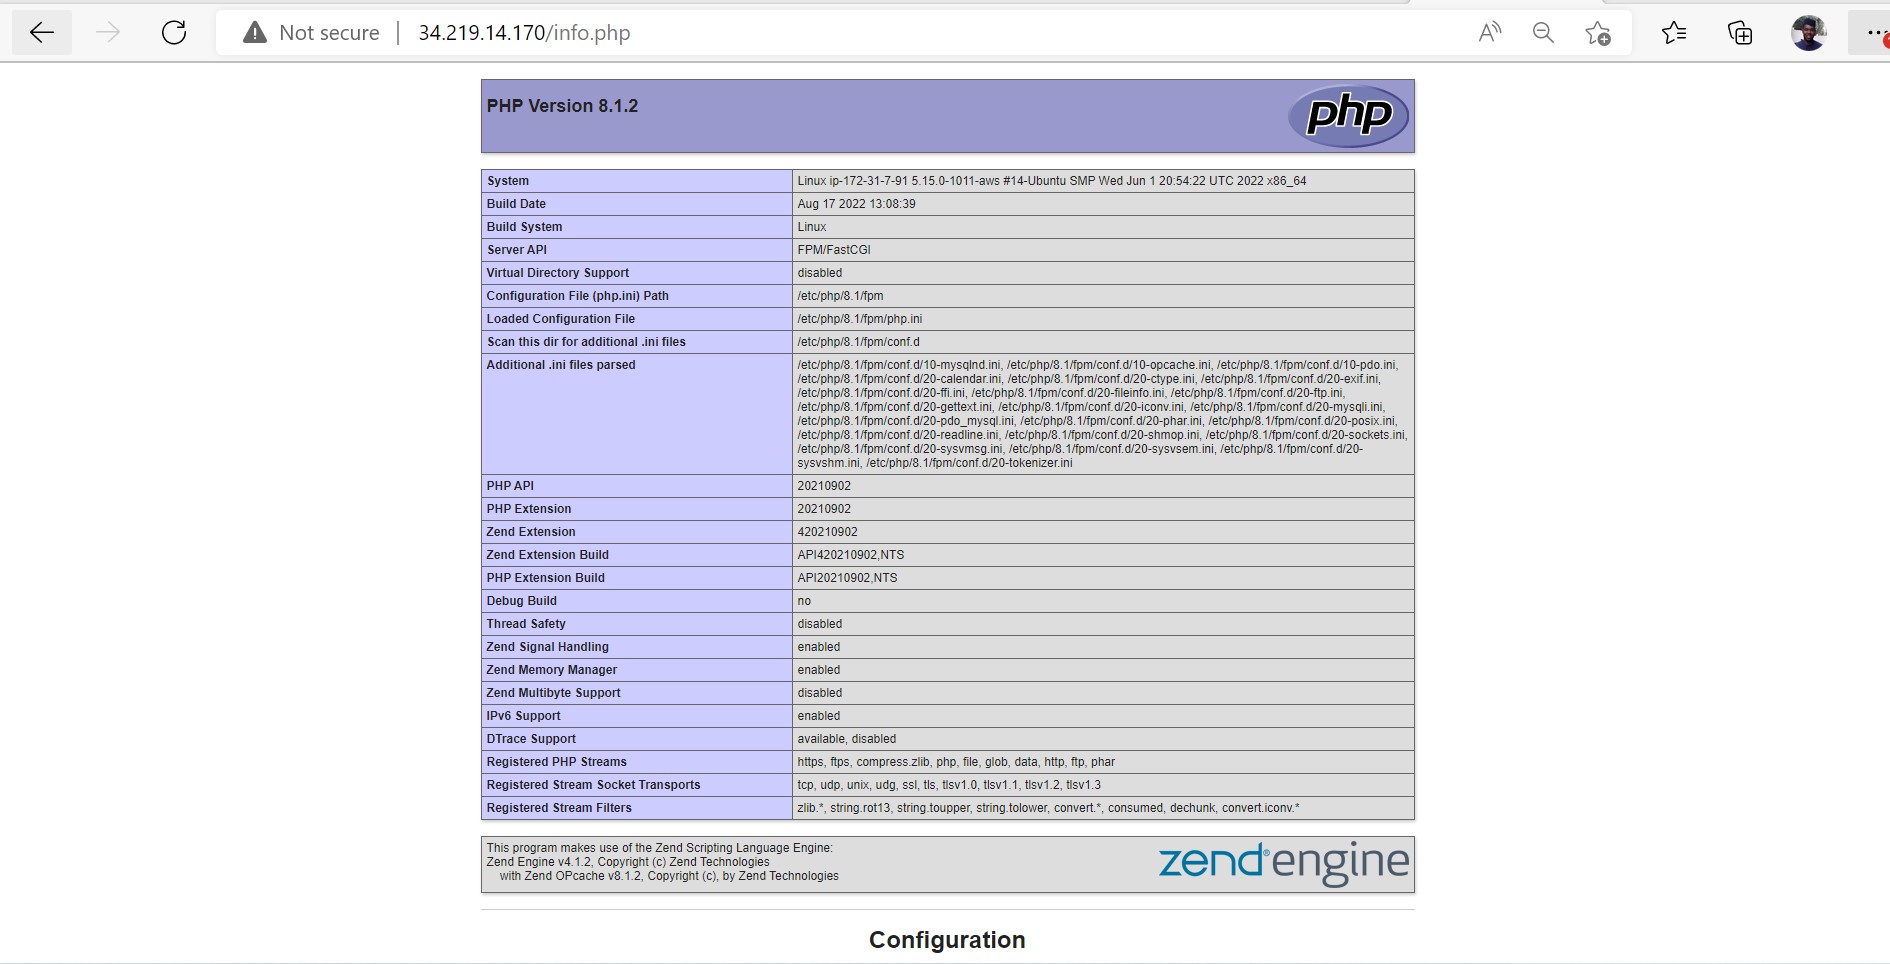 Not secure | 34.219.14.170/info.php
PHP Version 8.1.2
php
System Linux ip-172-31-7-91 5.15.0-1011-aws #14-Ubuntu SMP Wed Jun 1 20:54:22 UTC 2022 x86_64
Build Date Aug 17 2022 13:08:39
Build System Linux
Server API FPM/FastCGI
Virtual Directory Support disabled
Configuration File (php.ini) Path /etc/php/8.1/fpm
Loaded Configuration File /etc/php/8.1/fpm/php.ini
Scan this dir for additional .ini files /etc/php/8.1/fpm/conf.d
Additional .ini files parsed /etc/php/8.1/fpm/conf.d/10-mysqlnd.ini, /etc/php/8.1/fpm/conf.d/10-opcache.ini, /etc/php/8.1/fpm/conf.d/10-pdo.ini,
/etc/php/8.1/fpm/conf.d/20-calendar.ini, /etc/php/8.1/fpm/conf.d/20-ctype.ini, /etc/php/8.1/fpm/conf.d/20-exif.ini,
/etc/php/8.1/fpm/conf.d/20-ffi.ini, /etc/php/8.1/fpm/conf.d/20-fileinfo.ini, /etc/php/8.1/fpm/conf.d/20-ftp.ini,
/etc/php/8.1/fpm/conf.d/20-gettext.ini, /etc/php/8.1/fpm/conf.d/20-iconv.ini, /etc/php/8.1/fpm/conf.d/20-mysqli.ini,
/etc/php/8.1/fpm/conf.d/20-pdo_mysql.ini, /etc/php/8.1/fpm/conf.d/20-phar.ini, /etc/php/8.1/fpm/conf.d/20-posix.ini,
/etc/php/8.1/fpm/conf.d/20-readline.ini, /etc/php/8.1/fpm/conf.d/20-shmop.ini, /etc/php/8.1/fpm/conf.d/20-sockets.ini,
/etc/php/8.1/fpm/conf.d/20-sysvmsg.ini, /etc/php/8.1/fpm/conf.d/20-sysvsem.ini, /etc/php/8.1/fpm/conf.d/20-
sysvshm.ini, /etc/php/8.1/fpm/conf.d/20-tokenizer.ini
PHP API 20210902
PHP Extension 20210902
Zend Extension 420210902
Zend Extension Build API420210902,NTS
PHP Extension Build API20210902,NTS
Debug Build no
Thread Safety disabled
Zend Signal Handling enabled
Zend Memory Manager enabled
Zend Multibyte Support disabled
IPv6 Support enabled
DTrace Support available, disabled
Registered PHP Streams https, ftps, compress.zlib, php, file, glob, data, http, ftp, phar
Registered Stream Socket Transports tcp, udp, unix, udg, ssl, tls, tlsv1.0, tlsv1.1, tlsv1.2, tlsv1.3
Registered Stream Filters zlib.*, string.rot13, string.toupper, string.tolower, convert.*, consumed, dechunk, convert.iconv.*
This program makes use of the Zend Scripting Language Engine:
Zend Engine v4.1.2, Copyright (c) Zend Technologies
with Zend OPcache v8.1.2, Copyright (c), by Zend Technologies
zend® engine
Configuration